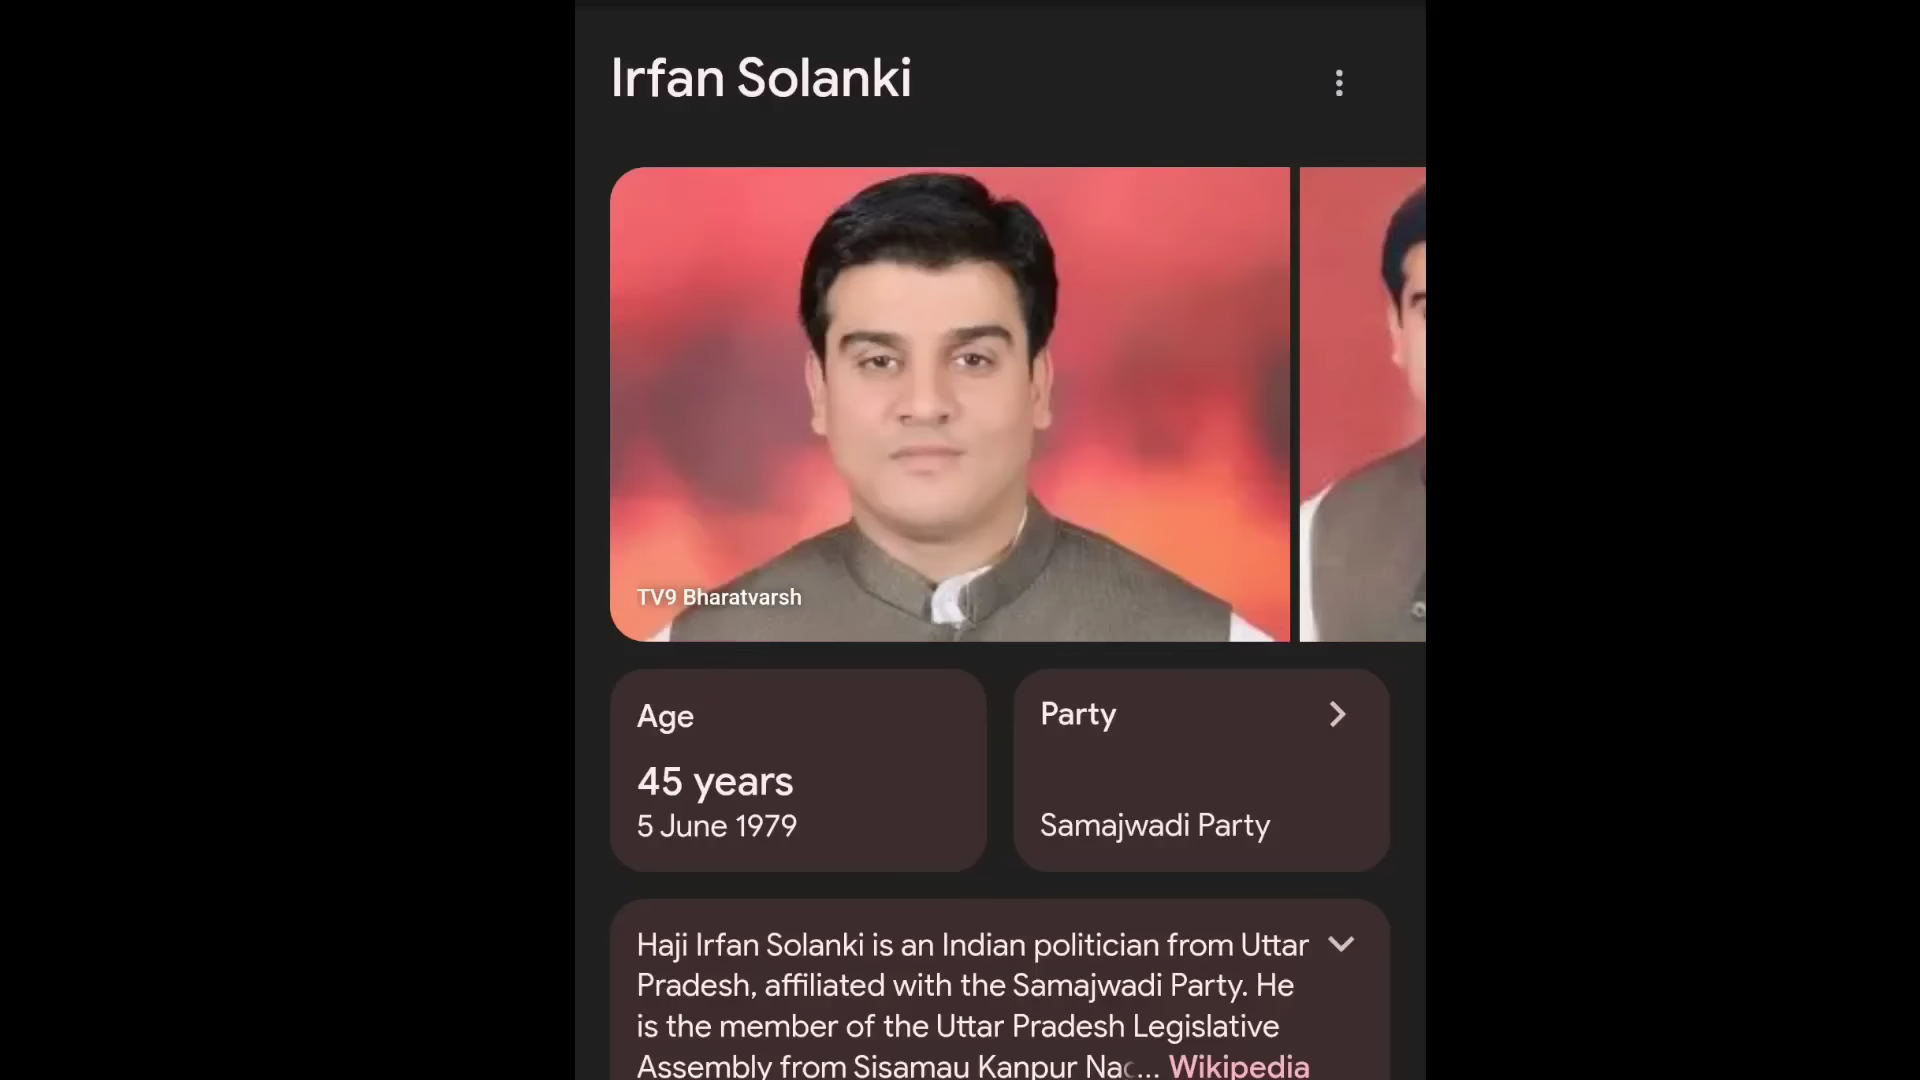 Irfan Solanki
TV9 Bharatvarsh
Age
45 years
5 June 1979
Party
Samajwadi Party
Haji Irfan Solanki is an Indian politician from Uttar
Pradesh, affiliated with the Samajwadi Party. He
is the member of the Uttar Pradesh Legislative
Assembly from Sisamau Kanpur Nac... Wikipedia